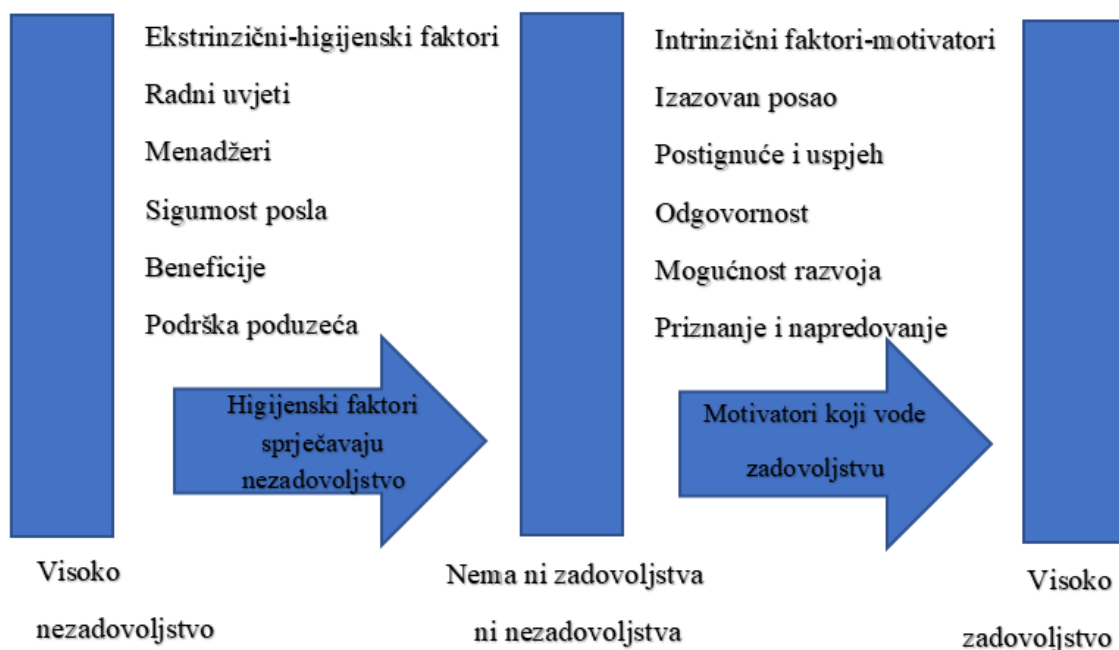 Ekstrinzični-higijenski faktori
Radni uvjeti
Menadžeri
Sigurnost posla
Beneficije
Podrška poduzeća
Higijenski faktori
sprječavaju
nezadovoljstvo
Intrinzični faktori-motivatori
Izazovan posao
Postignuće i uspjeh
Odgovornost
Mogućnost razvoja
Priznanje i napredovanje
Motivatori koji vode
zadovoljstvu
Visoko
nezadovoljstvo
Nema ni zadovoljstva
ni nezadovoljstva
Visoko
zadovoljstvo